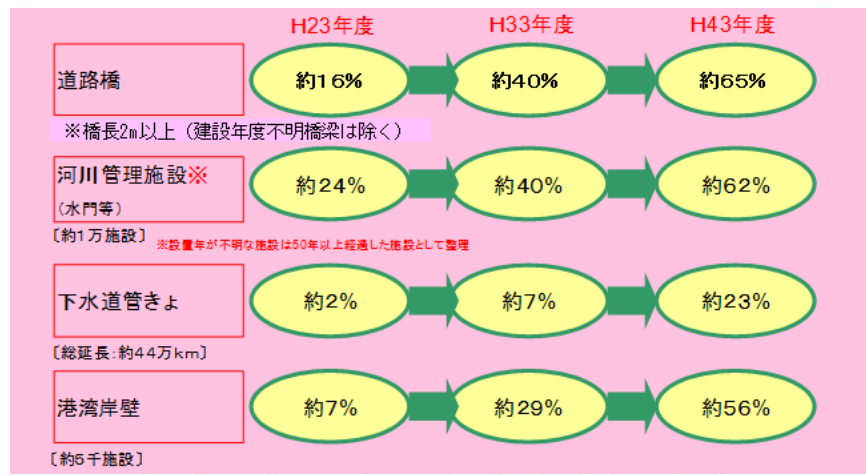 H23年度 H33年度 H43年度
道路橋 約16% 約40% 約65%
※橋長2m以上（建設年度不明橋梁は除く）
河川管理施設※ 約24% 約40% 約62%
（水門等）
〔約1万施設〕 ※設置年が不明な施設は50年以上経過した施設として整理
下水道管きょ 約2% 約7% 約23%
〔総延長：約44万km〕
港湾岸壁 約7% 約29% 約56%
〔約5千施設〕